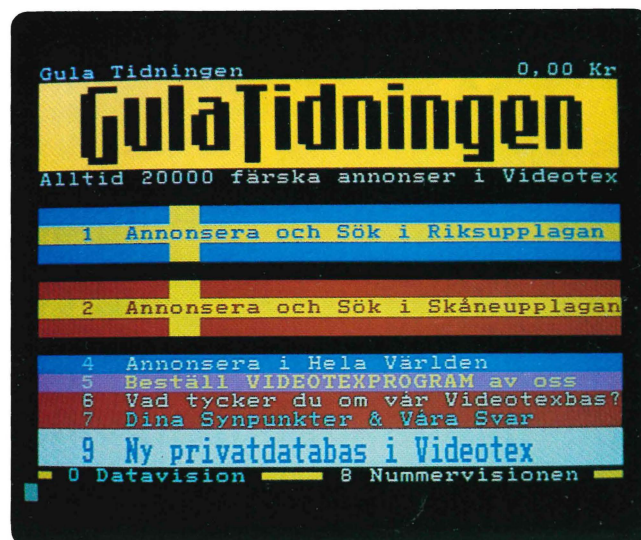 Gula Tidningen 0,00 Kr
Gula Tidningen
Alltid 20000 färska annonser i Videotex
1 Annonsera och Sök i Riksupplagan
2 Annonsera och Sök i Skåneupplagan
4 Annonsera i Hela Världen
5 Beställ VIDEOTEXPROGRAM av oss
6 Vad tycker du om vår Videotexbas?
7 Dina Synpunkter & Våra Svar
9 Ny privatdatabas i Videotex
0 Datavision 8 Nummervisionen